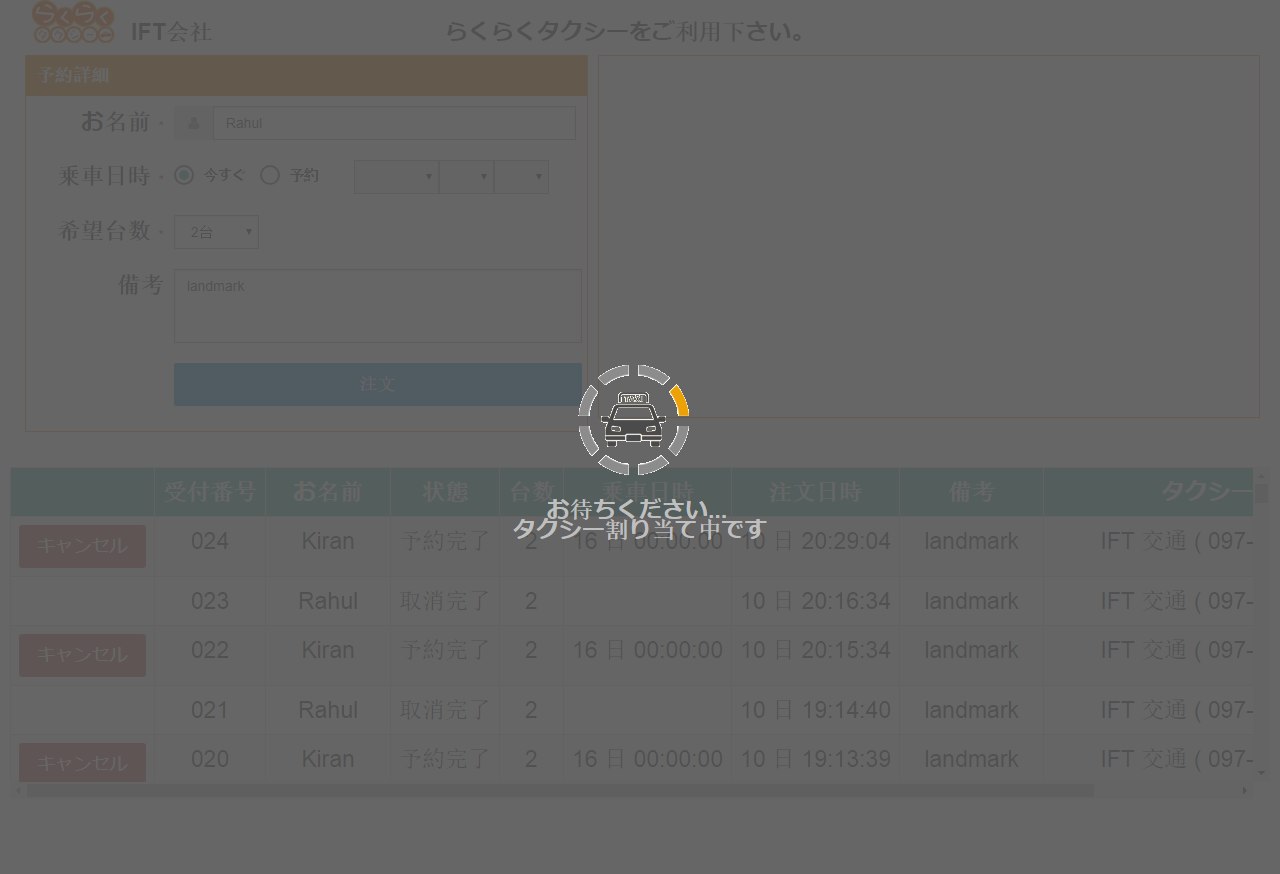 らくらく
タクシー
IFT会社
らくらくタクシーをご利用下さい。
予約詳細
お名前 *
Rahul
乗車日時 *
今すぐ
予約
希望台数 *
2台
備考
landmark
注文
TAXI
お待ちください...
タクシー割り当て中です
受付番号 お名前 状態 台数 乗車日時 注文日時 備考 タクシー
キャンセル 024 Kiran 予約完了 2 16 日 00:00:00 10 日 20:29:04 landmark IFT 交通 ( 097-
023 Rahul 取消完了 2 10 日 20:16:34 landmark IFT 交通 ( 097-
キャンセル 022 Kiran 予約完了 2 16 日 00:00:00 10 日 20:15:34 landmark IFT 交通 ( 097-
021 Rahul 取消完了 2 10 日 19:14:40 landmark IFT 交通 ( 097-
キャンセル 020 Kiran 予約完了 2 16 日 00:00:00 10 日 19:13:39 landmark IFT 交通 ( 097-